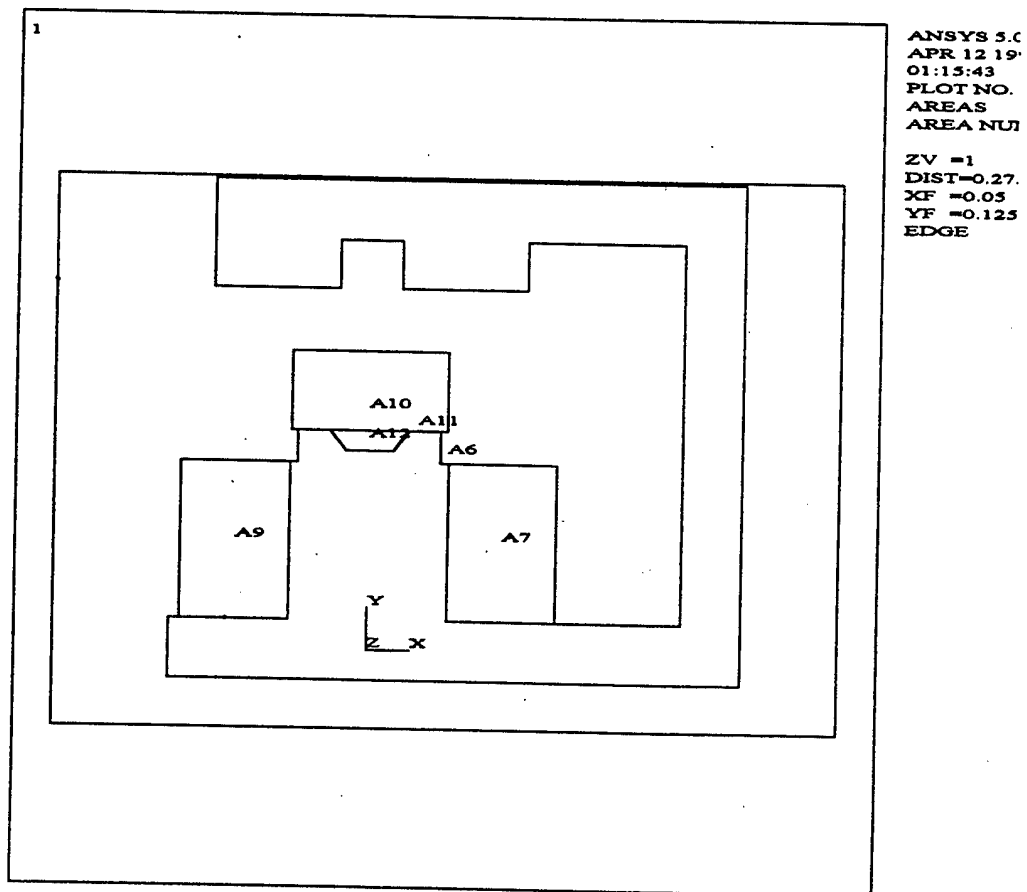 1
ANSYS 5.0
APR 12 19
01:15:43
PLOT NO.
AREAS
AREA NU
ZV =1
DIST=0.27.
XF =0.05
YF =0.125
EDGE
A10
A11
A12
A6
A9
A7
Y
Z X